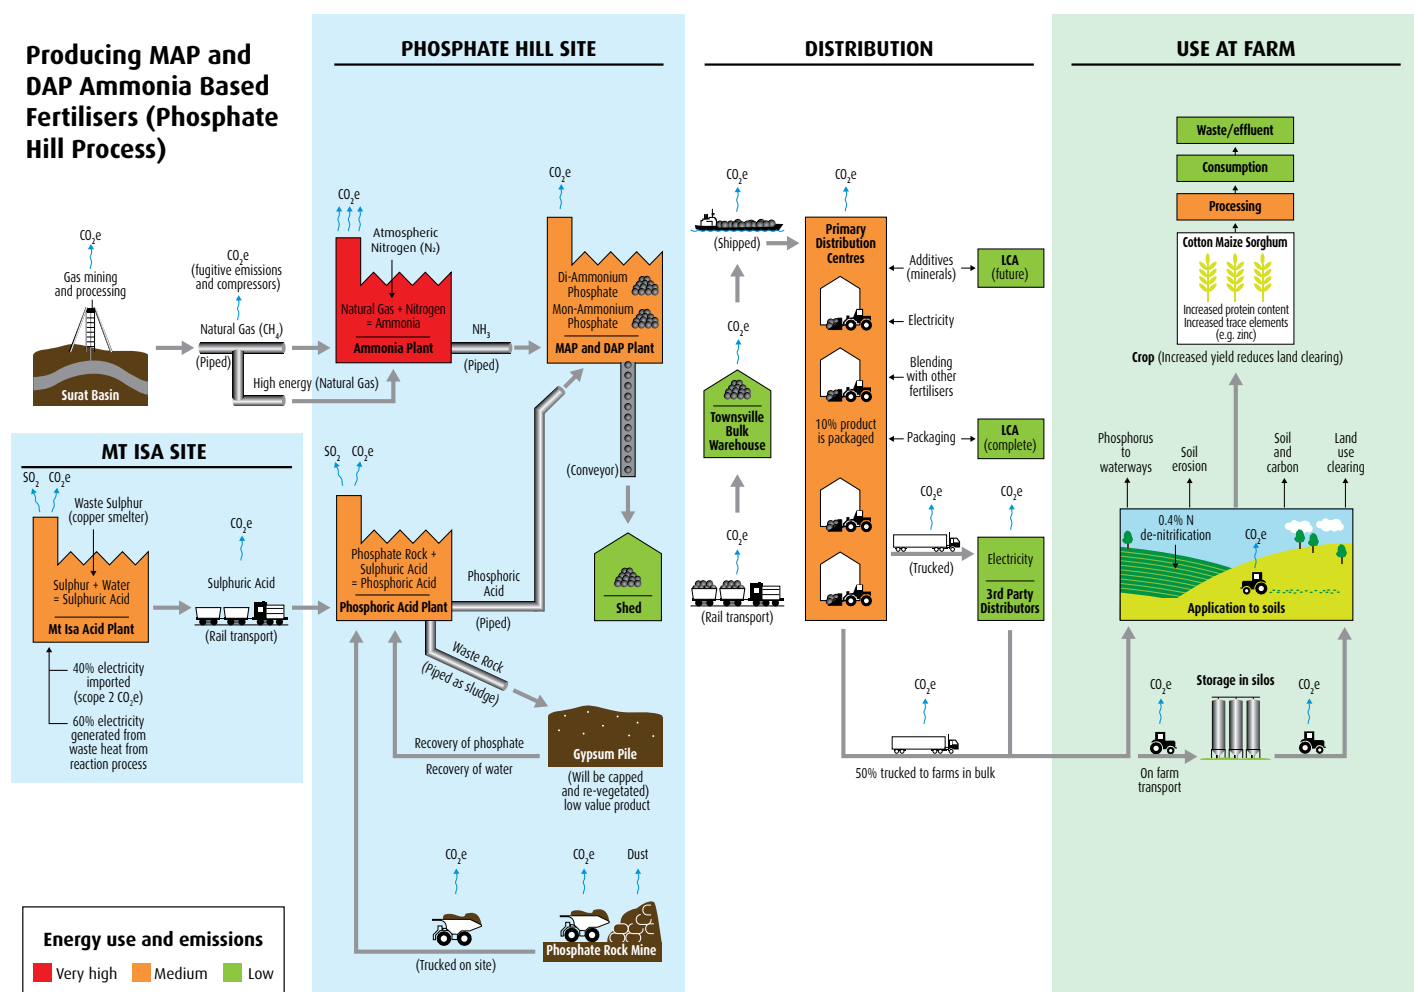 Producing MAP and
DAP Ammonia Based
Fertilisers (Phosphate
Hill Process)
PHOSPHATE HILL SITE
DISTRIBUTION
USE AT FARM
CO2e
Gas mining
and processing
Surat Basin
CO2e
(fugitive emissions
and compressors)
Natural Gas (CH4)
(Piped)
High energy (Natural Gas)
CO2e
Atmospheric
Nitrogen (N2)
Natural Gas + Nitrogen
= Ammonia
Ammonia Plant
NH3
(Piped)
CO2e
Di-Ammonium
Phosphate
Mon-Ammonium
Phosphate
MAP and DAP Plant
(Conveyor)
Shed
MT ISA SITE
SO2
CO2e
Waste Sulphur
(copper smelter)
Sulphur + Water
= Sulphuric Acid
Mt Isa Acid Plant
40% electricity
imported
(scope 2 CO2e)
60% electricity
generated from
waste heat from
reaction process
CO2e
Sulphuric Acid
(Rail transport)
SO2
CO2e
Phosphate Rock +
Sulphuric Acid
= Phosphoric Acid
Phosphoric Acid Plant
Phosphoric
Acid
(Piped)
Waste Rock
(Piped as sludge)
Recovery of phosphate
Recovery of water
Gypsum Pile
(Will be capped
and re-vegetated)
low value product
CO2e
(Trucked on site)
CO2e
Dust
Phosphate Rock Mine
CO2e
(Shipped)
CO2e
Townsville
Bulk
Warehouse
CO2e
(Rail transport)
CO2e
Primary
Distribution
Centres
10% product
is packaged
Additives
(minerals)
LCA
(future)
Electricity
Blending
with other
fertilisers
Packaging
LCA
(complete)
CO2e
(Trucked)
CO2e
Electricity
3rd Party
Distributors
CO2e
50% trucked to farms in bulk
Waste/effluent
Consumption
Processing
Cotton Maize Sorghum
Increased protein content
Increased trace elements
(e.g. zinc)
Crop (Increased yield reduces land clearing)
Phosphorus
to
waterways
Soil
erosion
Soil
and
carbon
Land
use
clearing
0.4% N
de-nitrification
CO2e
Application to soils
CO2e
On farm
transport
Storage in silos
CO2e
Energy use and emissions
Very high
Medium
Low